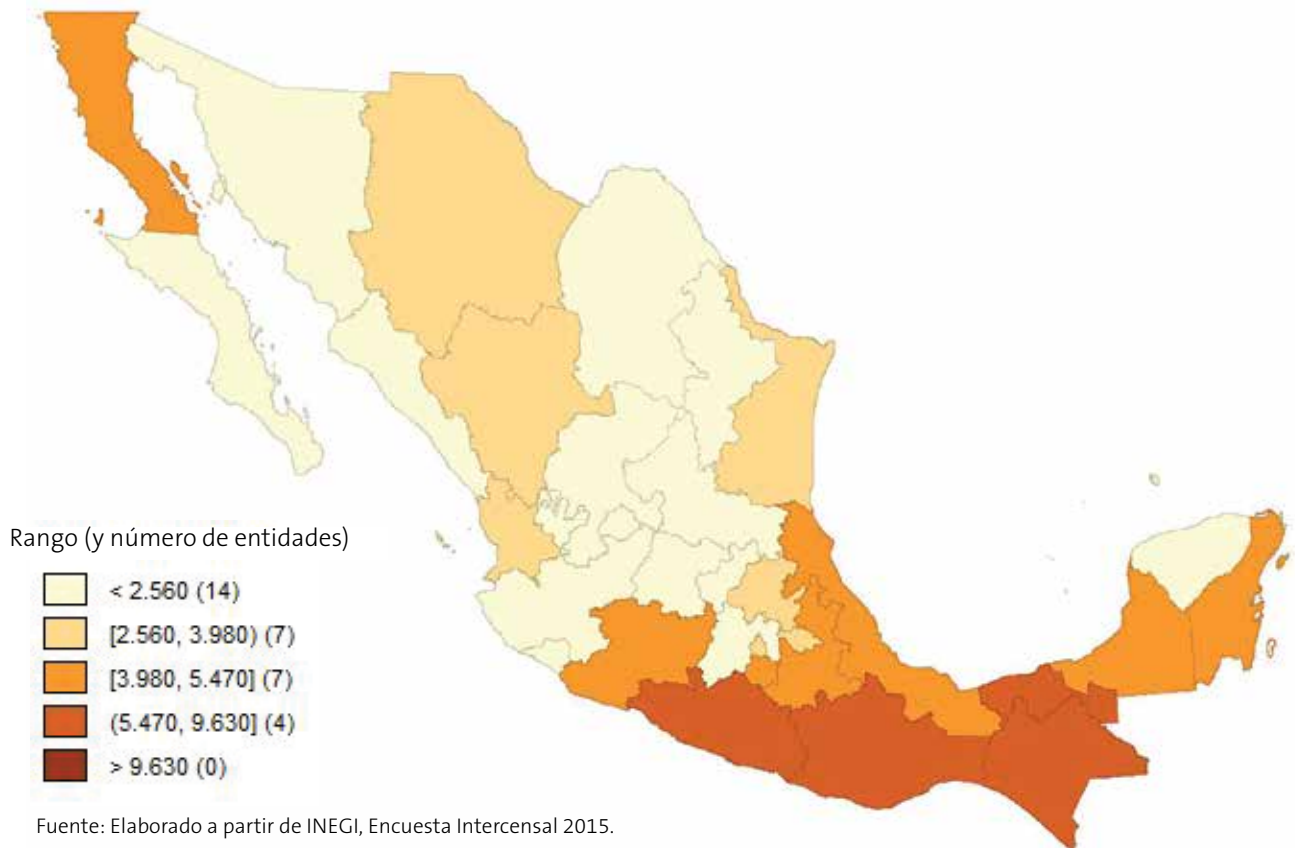 Rango (y número de entidades)
< 2.560 (14)
[2.560, 3.980) (7)
[3.980, 5.470] (7)
(5.470, 9.630] (4)
> 9.630 (0)
Fuente: Elaborado a partir de INEGI, Encuesta Intercensal 2015.